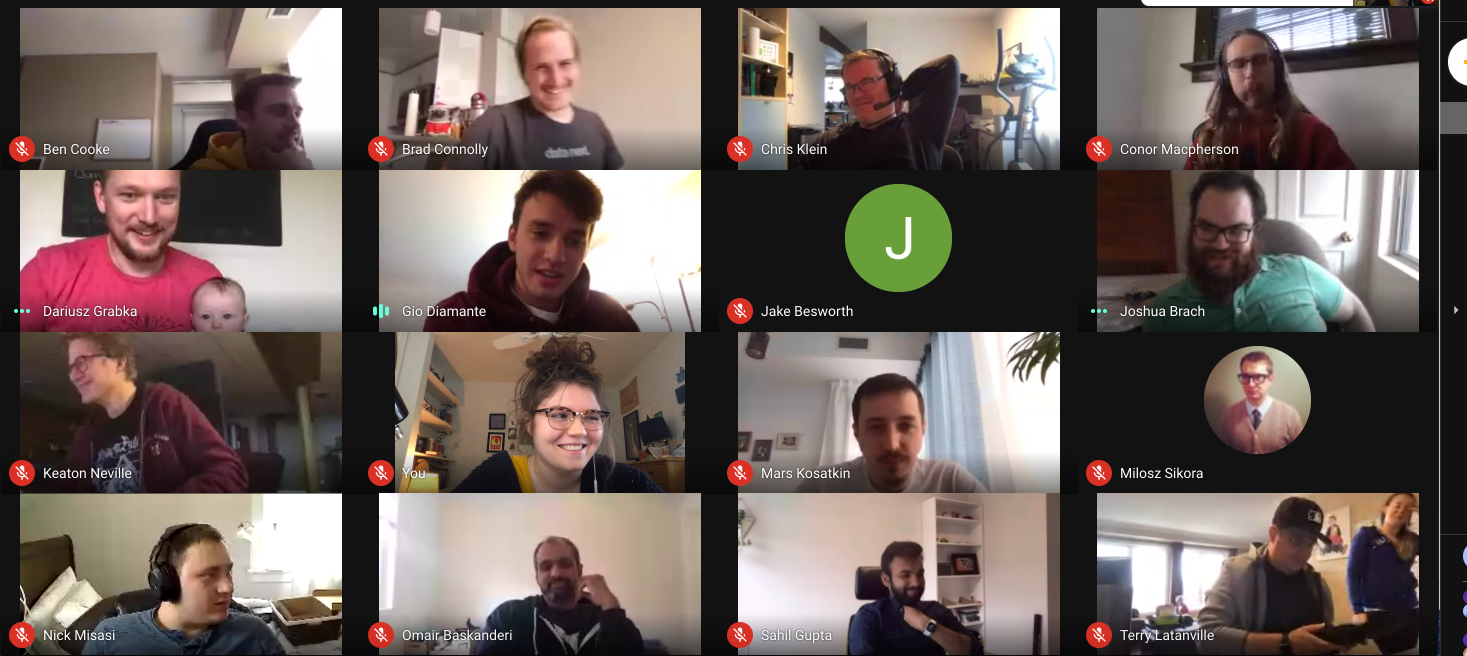 Ben Cooke
Brad Connolly
Chris Klein
Conor Macpherson
Dariusz Grabka
Gio Diamante
J
Jake Besworth
Joshua Brach
Keaton Neville
You
Mars Kosatkin
Milosz Sikora
Nick Misasi
Omair Baskanderi
Sahil Gupta
Terry Latanville